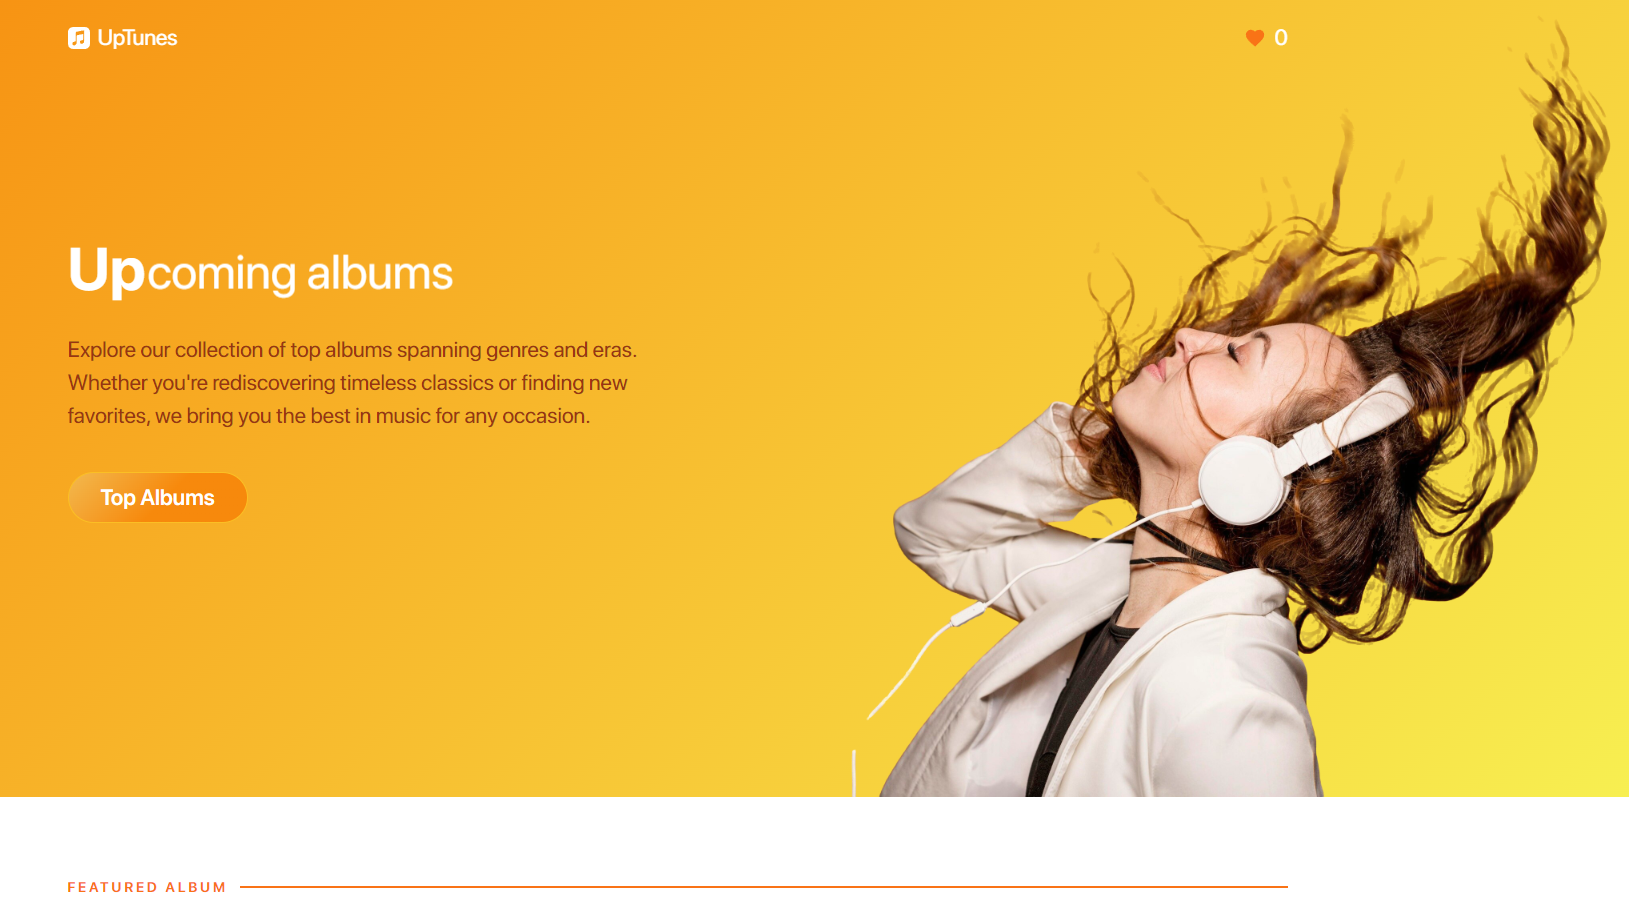 UpTunes
0
Upcoming albums
Explore our collection of top albums spanning genres and eras.
Whether you're rediscovering timeless classics or finding new
favorites, we bring you the best in music for any occasion.
Top Albums
FEATURED ALBUM